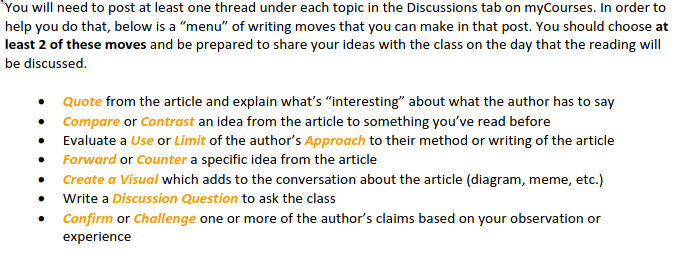 You will need to post at least one thread under each topic in the Discussions tab on myCourses. In order to
help you do that, below is a “menu” of writing moves that you can make in that post. You should choose at
least 2 of these moves and be prepared to share your ideas with the class on the day that the reading will
be discussed.
• Quote from the article and explain what’s “interesting” about what the author has to say
• Compare or Contrast an idea from the article to something you’ve read before
• Evaluate a Use or Limit of the author’s Approach to their method or writing of the article
• Forward or Counter a specific idea from the article
• Create a Visual which adds to the conversation about the article (diagram, meme, etc.)
• Write a Discussion Question to ask the class
• Confirm or Challenge one or more of the author’s claims based on your observation or
experience